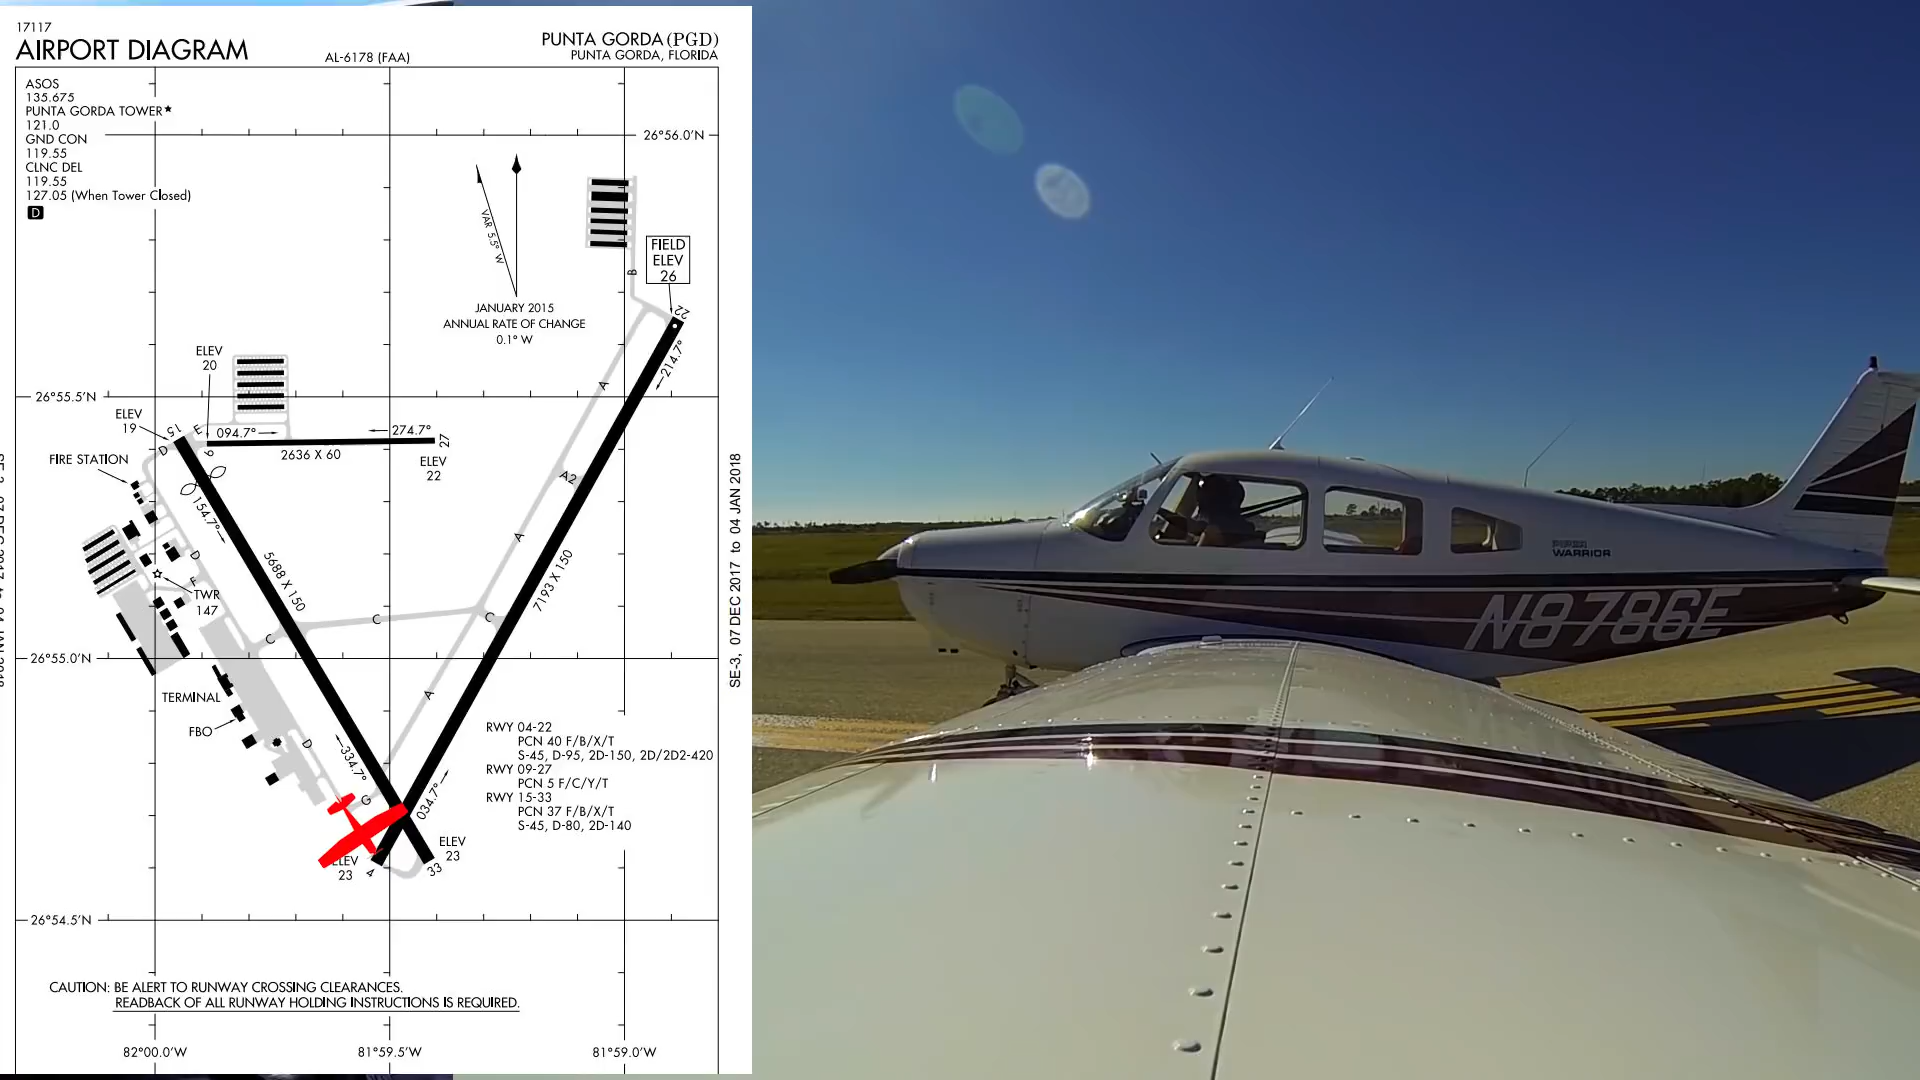 17117
AIRPORT DIAGRAM
AL-6178 (FAA)
PUNTA GORDA (PGD)
PUNTA GORDA, FLORIDA
ASOS
135.675
PUNTA GORDA TOWER★
121.0
GND CON
119.55
CLNC DEL
119.55
127.05 (When Tower Closed)
D
26°56.0'N
VAR 5.5° W
JANUARY 2015
ANNUAL RATE OF CHANGE
0.1° W
FIELD
ELEV
26
B
22
214.7°
A
ELEV
20
26°55.5'N
ELEV
19
15
E
D
9
094.7°
274.7°
27
2636 X 60
ELEV
22
FIRE STATION
154.7°
A2
A
7193 X 150
5688 X 150
D
F
TWR
147
C
C
C
26°55.0'N
TERMINAL
FBO
A
D
334.7°
G
034.7°
RWY 04-22
PCN 40 F/B/X/T
S-45, D-95, 2D-150, 2D/2D2-420
RWY 09-27
PCN 5 F/C/Y/T
RWY 15-33
PCN 37 F/B/X/T
S-45, D-80, 2D-140
ELEV
23
ELEV
23
4
33
26°54.5'N
CAUTION: BE ALERT TO RUNWAY CROSSING CLEARANCES.
READBACK OF ALL RUNWAY HOLDING INSTRUCTIONS IS REQUIRED.
82°00.0'W
81°59.5'W
81°59.0'W
SE-3, 07 DEC 2017 to 04 JAN 2018
PIPER
WARRIOR
N8786E